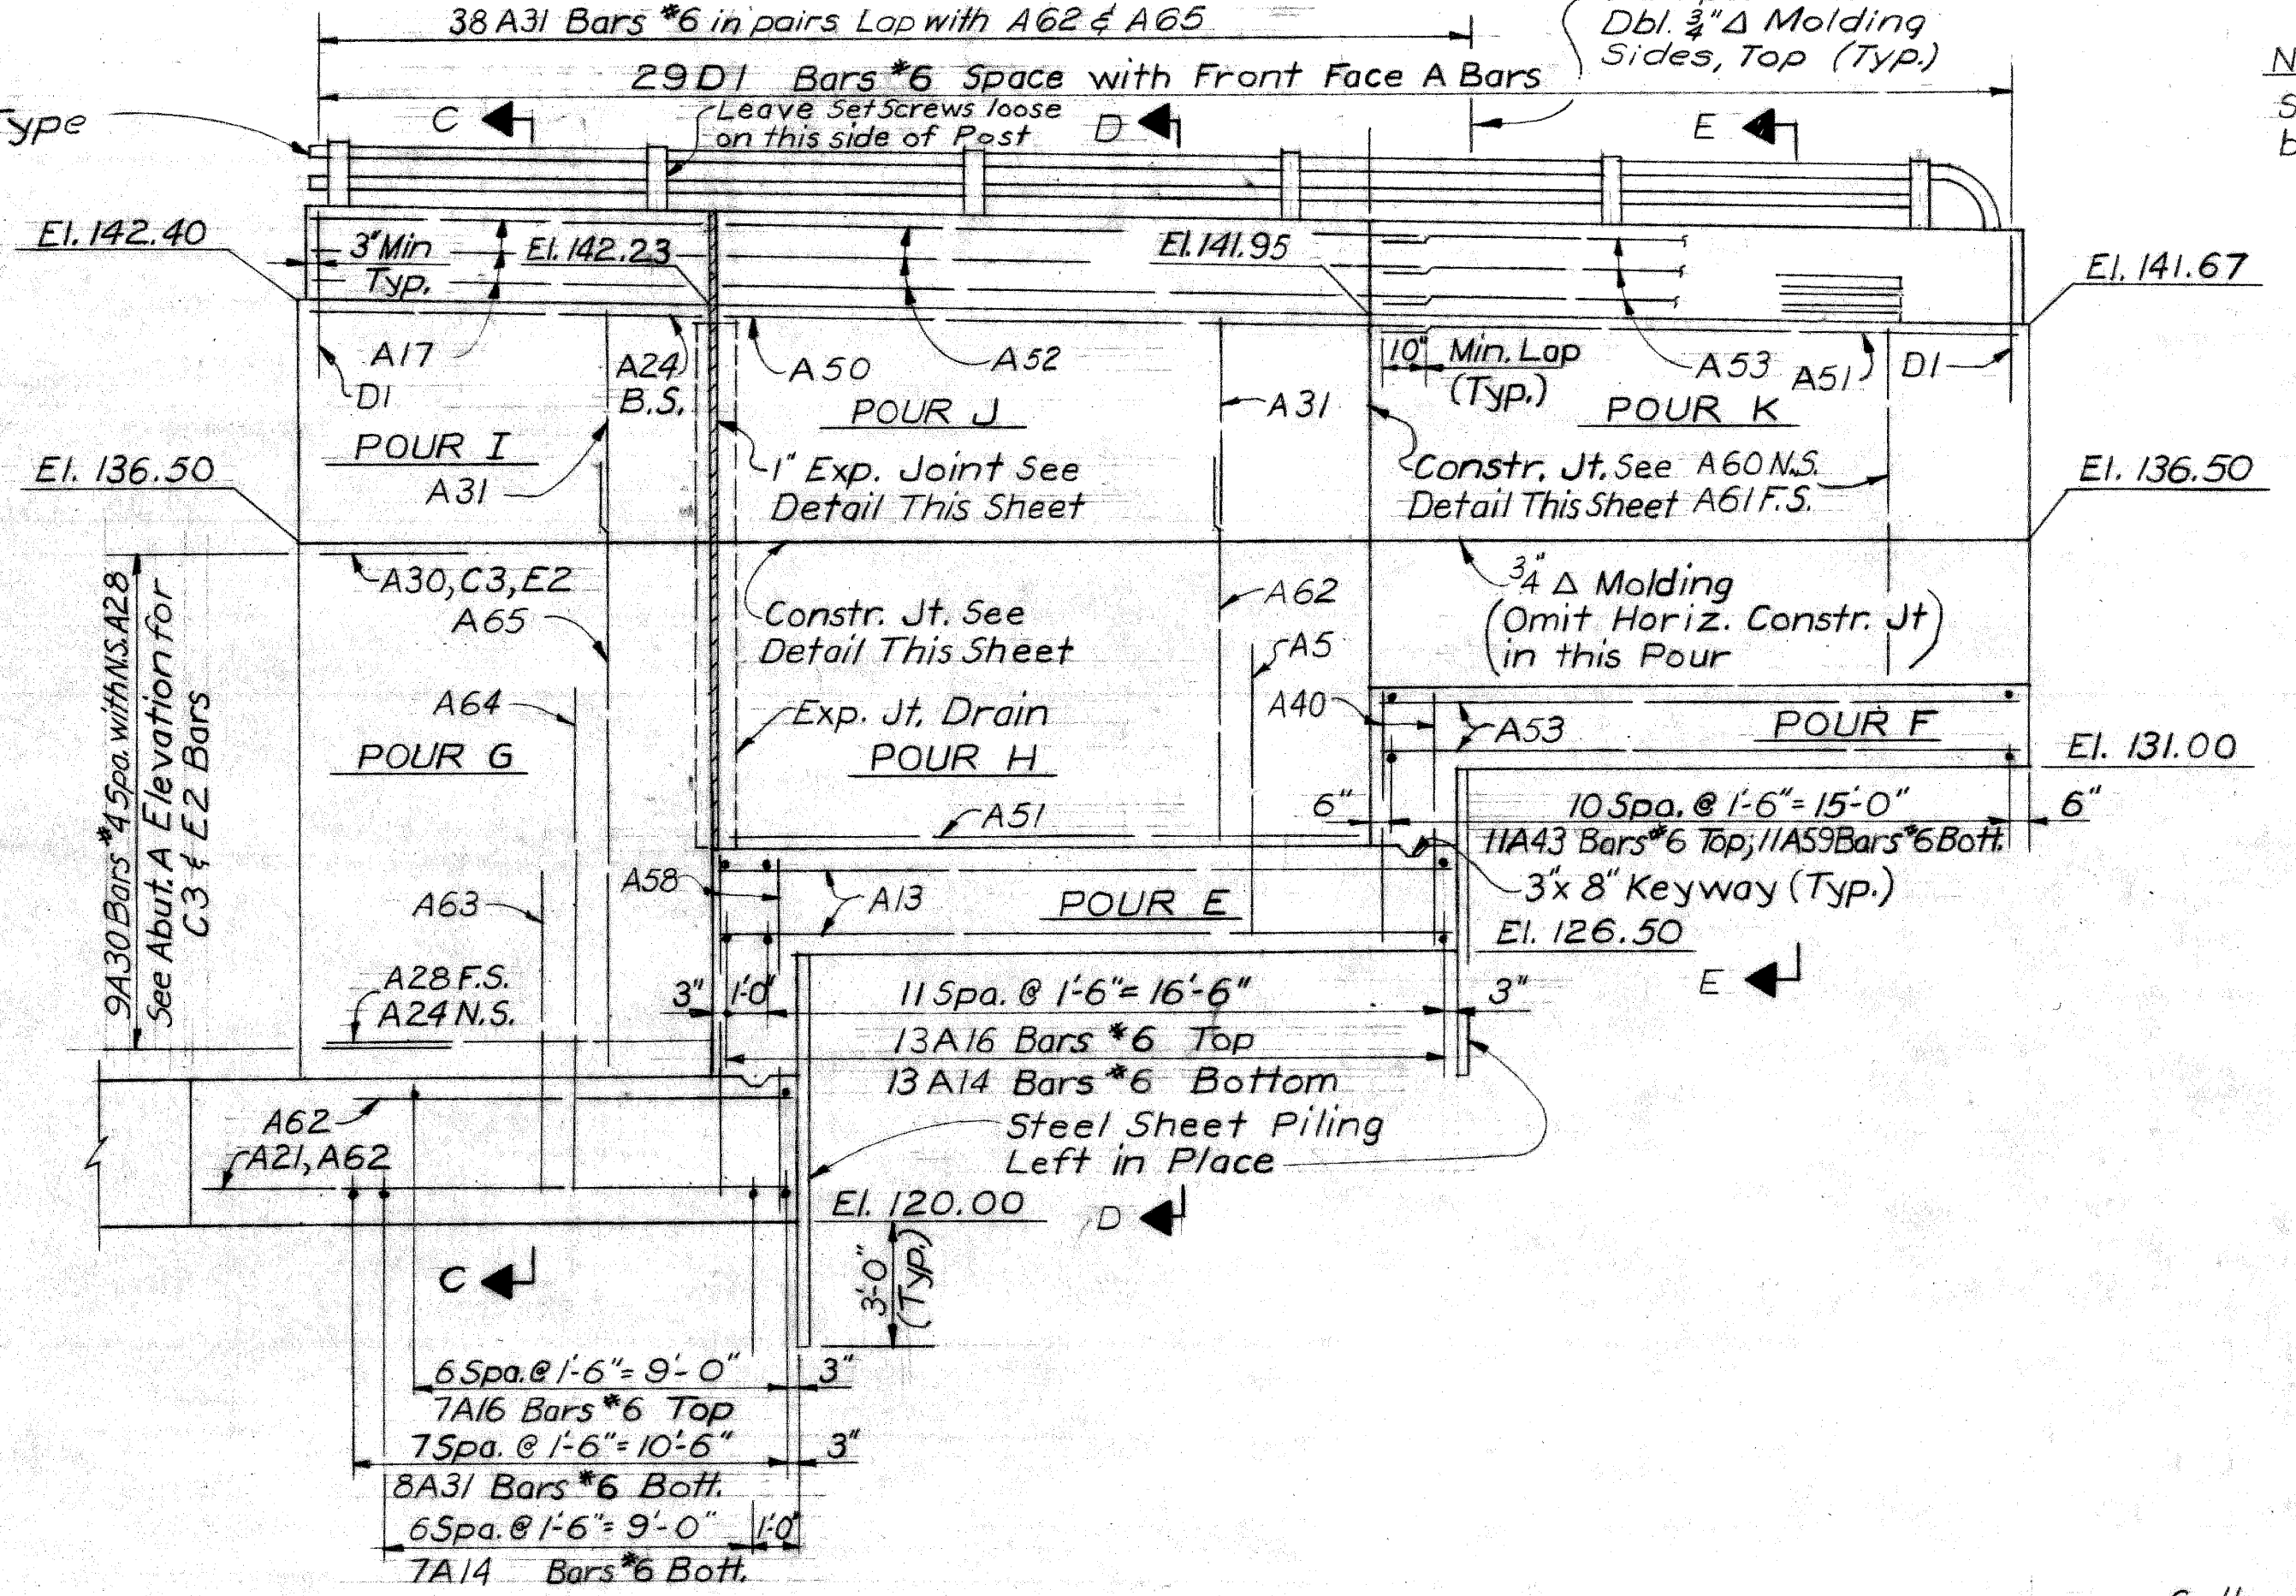 38 A31 Bars #6 in pairs Lap with A62 & A65
Dbl. 3/4" Δ Molding
Sides, Top (Typ.)
29 D1 Bars #6 Space with Front Face A Bars
Type
C
Leave Set Screws loose
on this side of Post
D
E
N
S
b
El. 142.40
3" Min
Typ.
El. 142.23
El. 141.95
El. 141.67
A17
D1
A24
B.S.
A50
A52
10" Min. Lap
(Typ.)
A53
A51
D1
POUR I
POUR J
A31
POUR K
El. 136.50
A31
1" Exp. Joint See
Detail This Sheet
Constr. Jt. See
Detail This Sheet
A60 N.S.
A61 F.S.
El. 136.50
9A30 Bars #4 Spa. with N.S. A28
See Abut. A Elevation for
C3 & E2 Bars
A30, C3, E2
A65
Constr. Jt. See
Detail This Sheet
A62
A5
3/4 Δ Molding
(Omit Horiz. Constr. Jt
in this Pour)
A64
Exp. Jt. Drain
A40
A53
POUR F
POUR G
POUR H
El. 131.00
A51
6"
10 Spa. @ 1'-6" = 15'-0"
6"
11A43 Bars #6 Top; 11A59 Bars #6 Bott.
A63
A58
A13
POUR E
3" x 8" Keyway (Typ.)
El. 126.50
A28 F.S.
A24 N.S.
3"
1'-0"
11 Spa. @ 1'-6" = 16'-6"
3"
E
13 A16 Bars #6 Top
13 A14 Bars #6 Bottom
A62
A21, A62
Steel Sheet Piling
Left in Place
El. 120.00
D
C
3'-0"
(Typ.)
6 Spa. @ 1'-6" = 9'-0"
3"
7A16 Bars #6 Top
7 Spa. @ 1'-6" = 10'-6"
3"
8A31 Bars #6 Bott.
6 Spa. @ 1'-6" = 9'-0"
1'-0"
7A14 Bars #6 Bott.